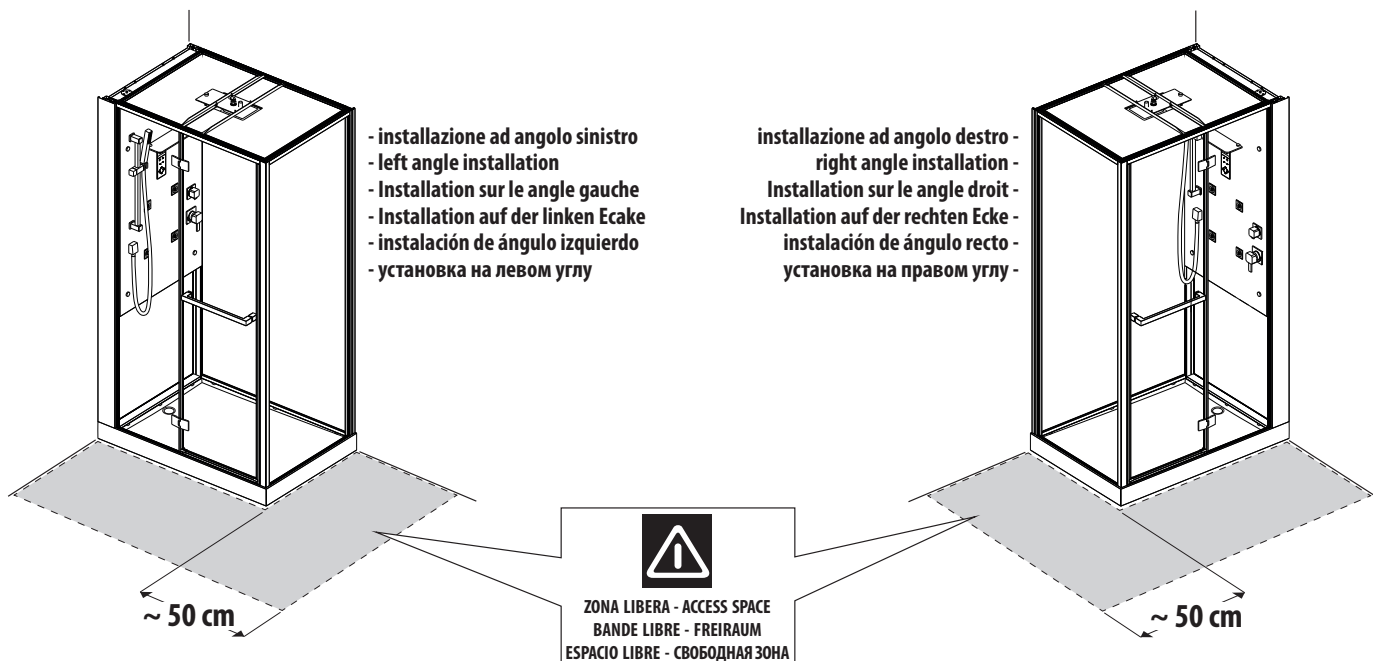 - installazione ad angolo sinistro
- left angle installation
- Installation sur le angle gauche
- Installation auf der linken Ecake
- instalación de ángulo izquierdo
- установка на левом углу
installazione ad angolo destro -
right angle installation -
Installation sur le angle droit -
Installation auf der rechten Ecke -
instalación de ángulo recto -
установка на правом углу -
~ 50 cm
ZONA LIBERA - ACCESS SPACE
BANDE LIBRE - FREIRAUM
ESPACIO LIBRE - СВОБОДНАЯ ЗОНА
~ 50 cm